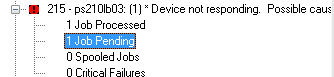 215 - ps210lb03: (1) * Device not responding. Possible caus
1 Job Processed
1 Job Pending
0 Spooled Jobs
0 Critical Failures